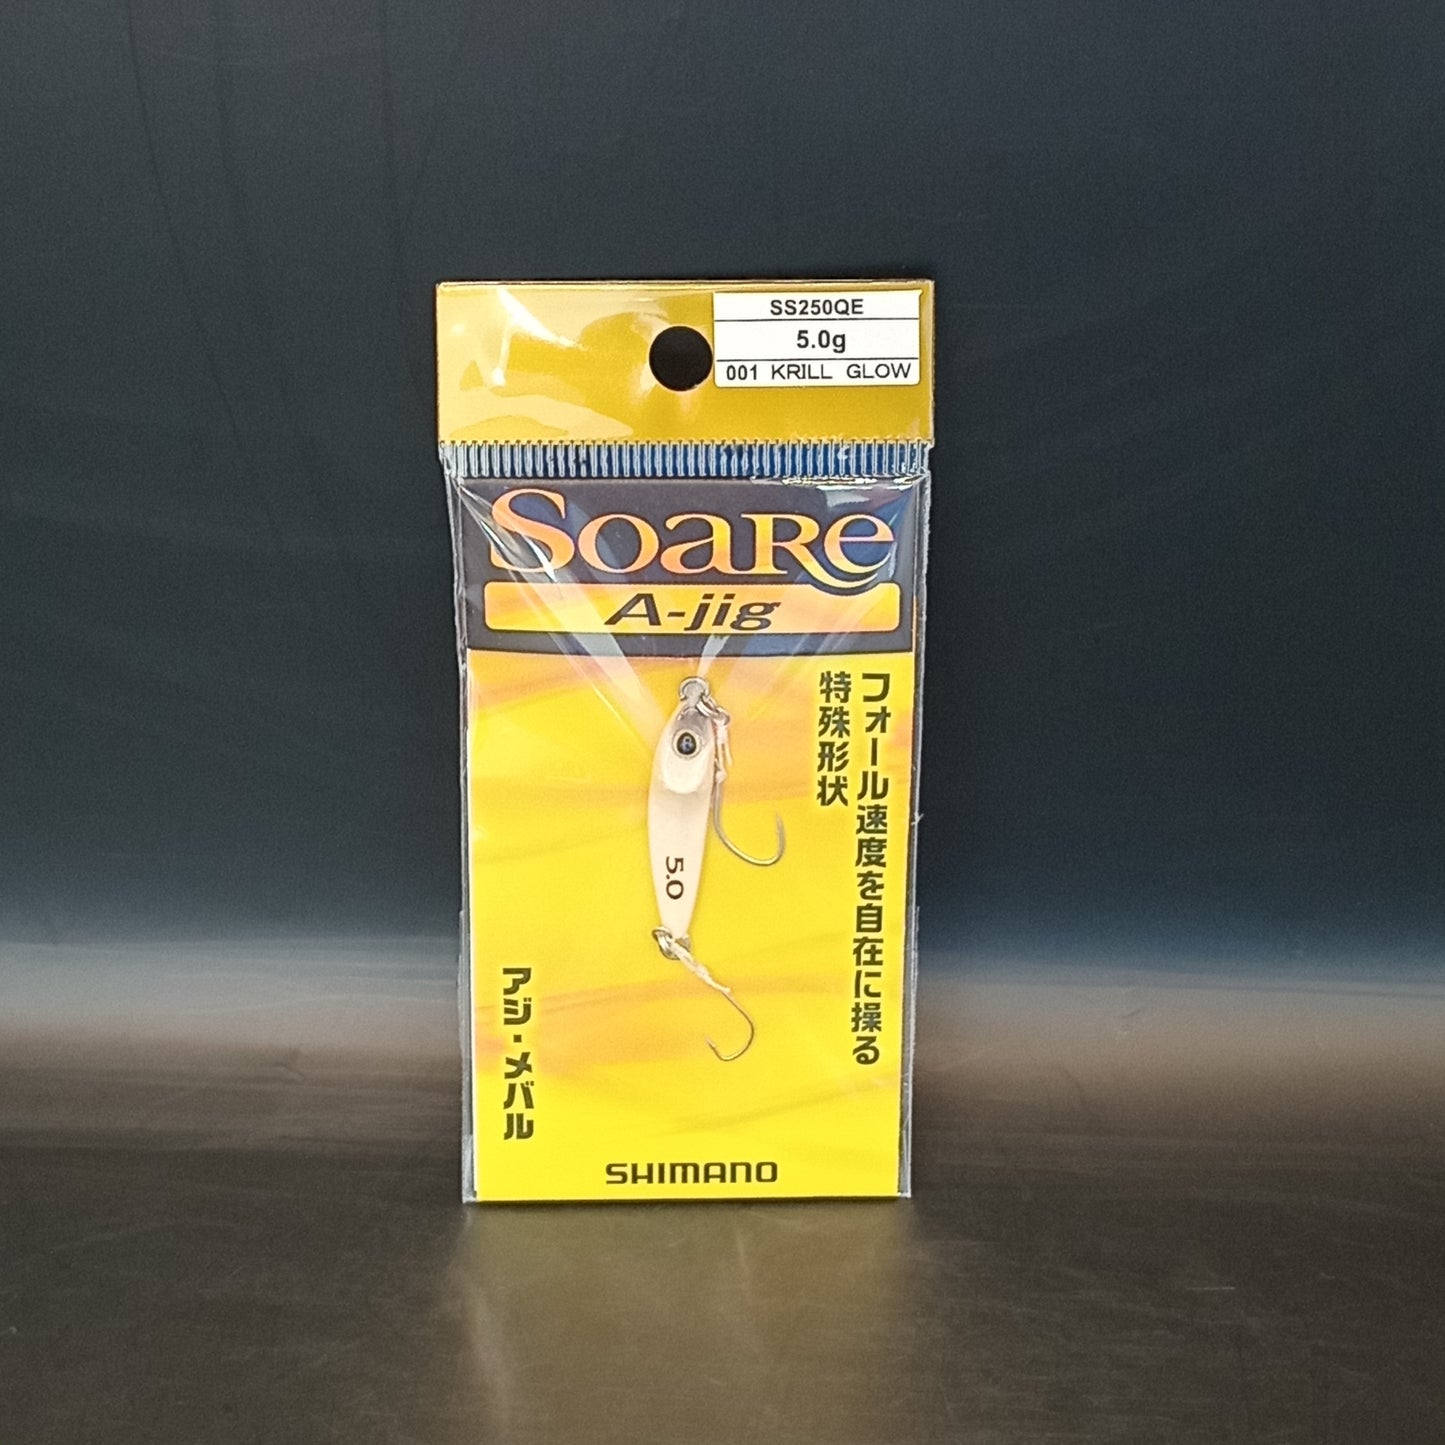 SS250QE
5.0g
001 KRILL GLOW
Soare
A-jig
フォール速度を自在に操る
特殊形状
5.0
アジ・メバル
SHIMANO